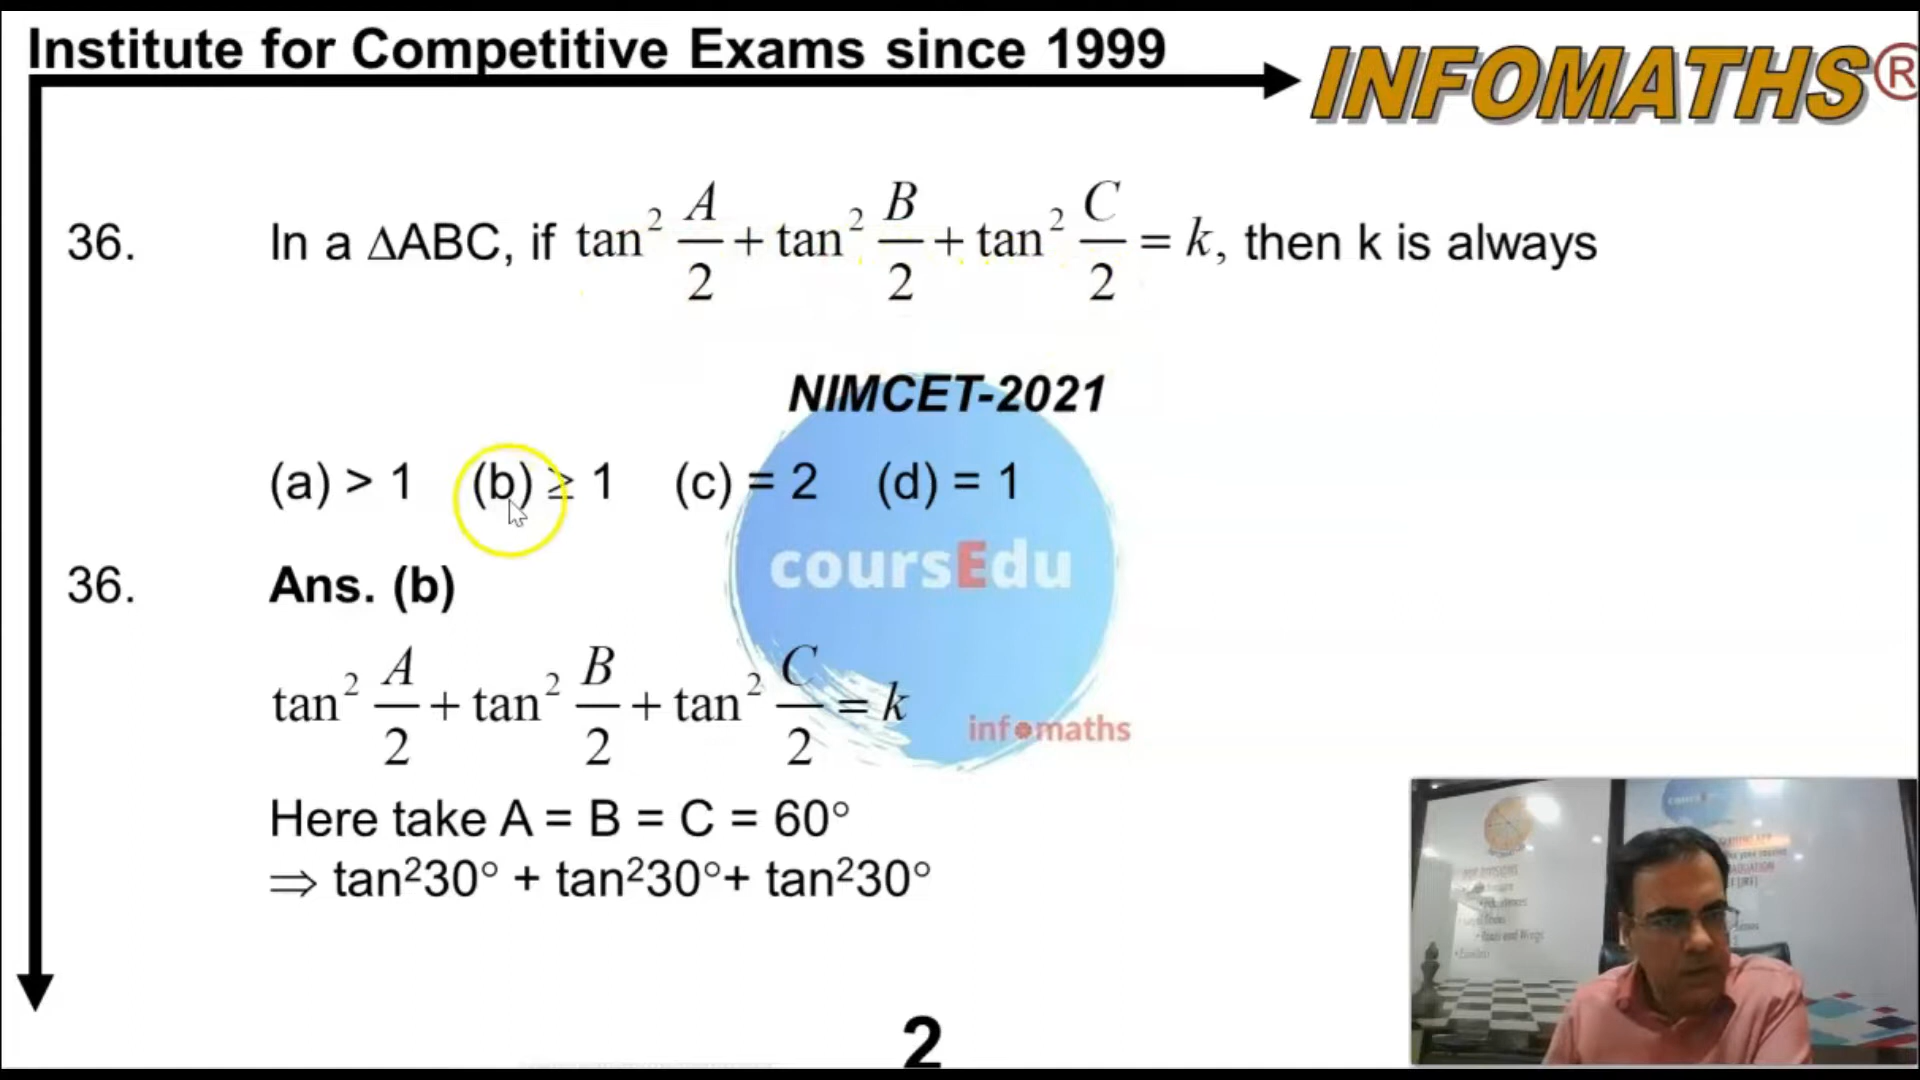 Institute for Competitive Exams since 1999
INFOMATHS®
36. In a ΔABC, if tan² A/2 + tan² B/2 + tan² C/2 = k, then k is always
NIMCET-2021
(a) > 1 (b) ≥ 1 (c) = 2 (d) = 1
coursEdu
36. Ans. (b)
tan² A/2 + tan² B/2 + tan² C/2 = k
infomaths
Here take A = B = C = 60°
⇒ tan²30° + tan²30°+ tan²30°
2